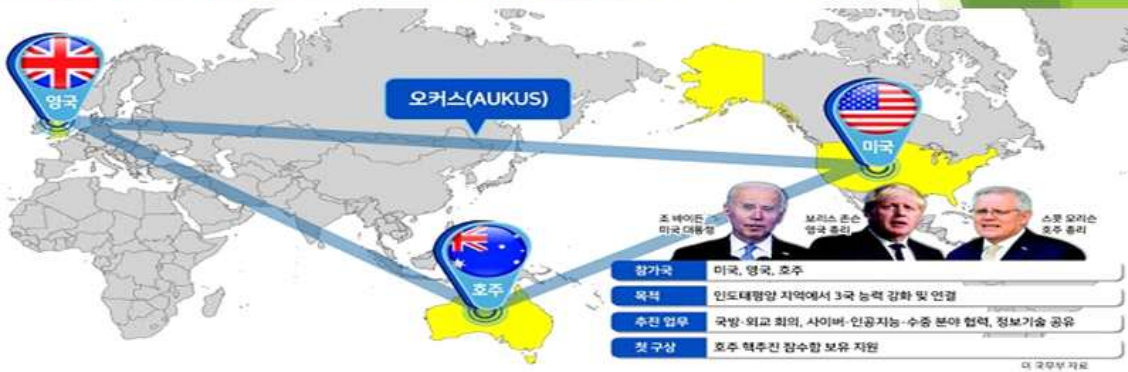 영국
오커스(AUKUS)
미국
호주
조 바이든
미국 대통령
보리스 존슨
영국 총리
스콧 모리슨
호주 총리
참가국 미국, 영국, 호주
목적 인도태평양 지역에서 3국 능력 강화 및 연결
추진 업무 국방·외교 회의, 사이버·인공지능·수중 분야 협력, 정보기술 공유
첫 구상 호주 핵추진 잠수함 보유 지원
미 국무부 자료